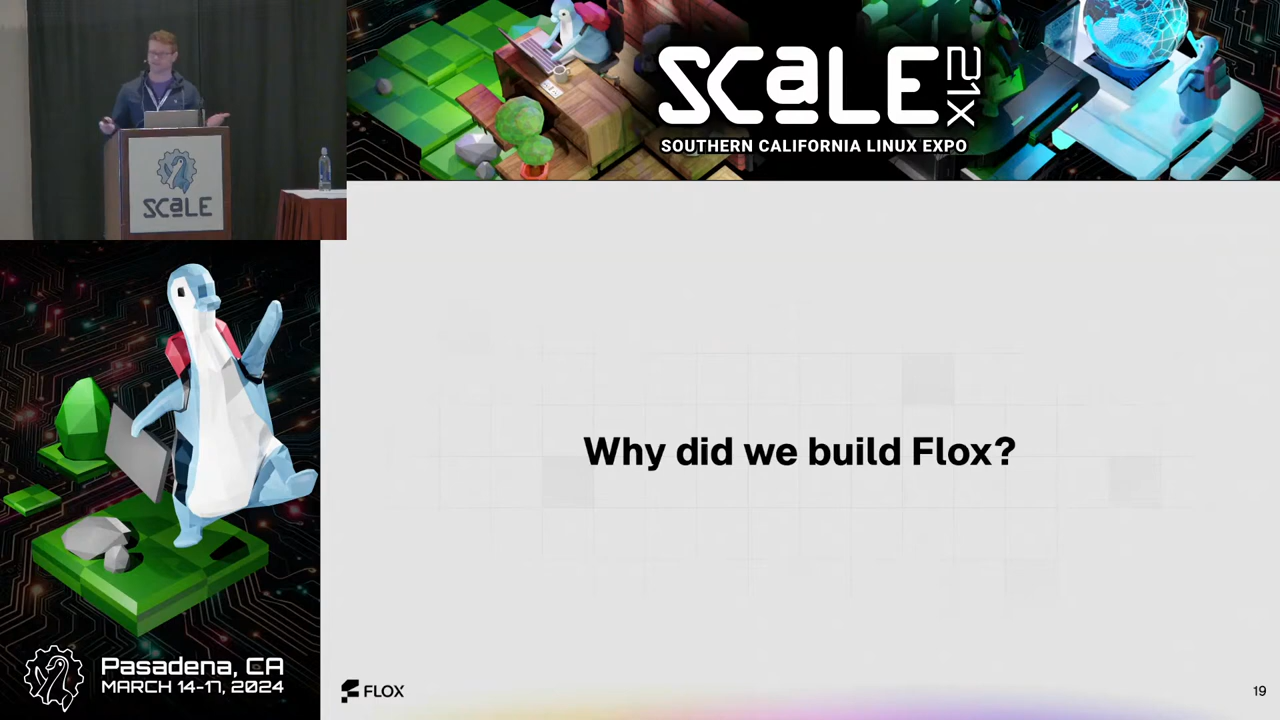 SCaLE
SCaLE 21X
SOUTHERN CALIFORNIA LINUX EXPO
Why did we build Flox?
Pasadena, CA
MARCH 14-17, 2024
FLOX
19